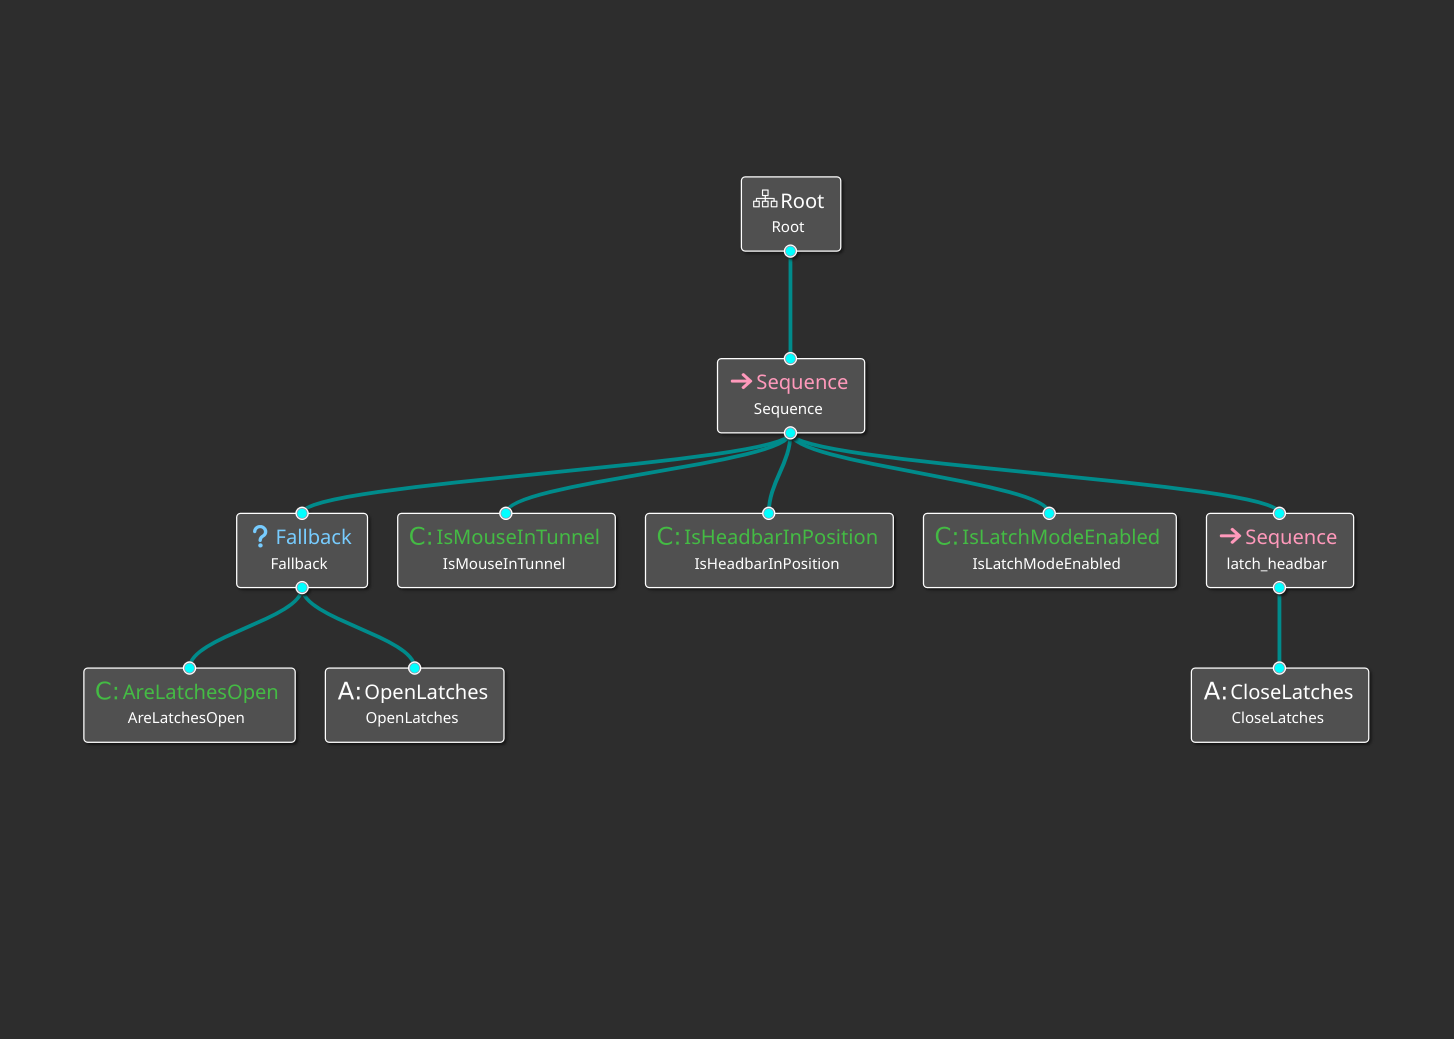 Root
Root
Sequence
Sequence
? Fallback
Fallback
C: IsMouseInTunnel
IsMouseInTunnel
C: IsHeadbarInPosition
IsHeadbarInPosition
C: IsLatchModeEnabled
IsLatchModeEnabled
Sequence
latch_headbar
C: AreLatchesOpen
AreLatchesOpen
A: OpenLatches
OpenLatches
A: CloseLatches
CloseLatches